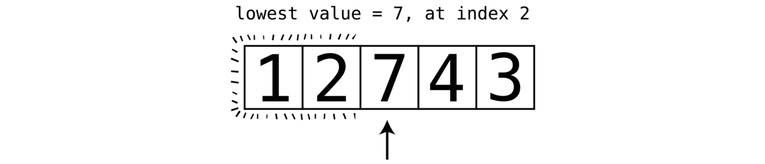 lowest value = 7, at index 2
1 2 7 4 3